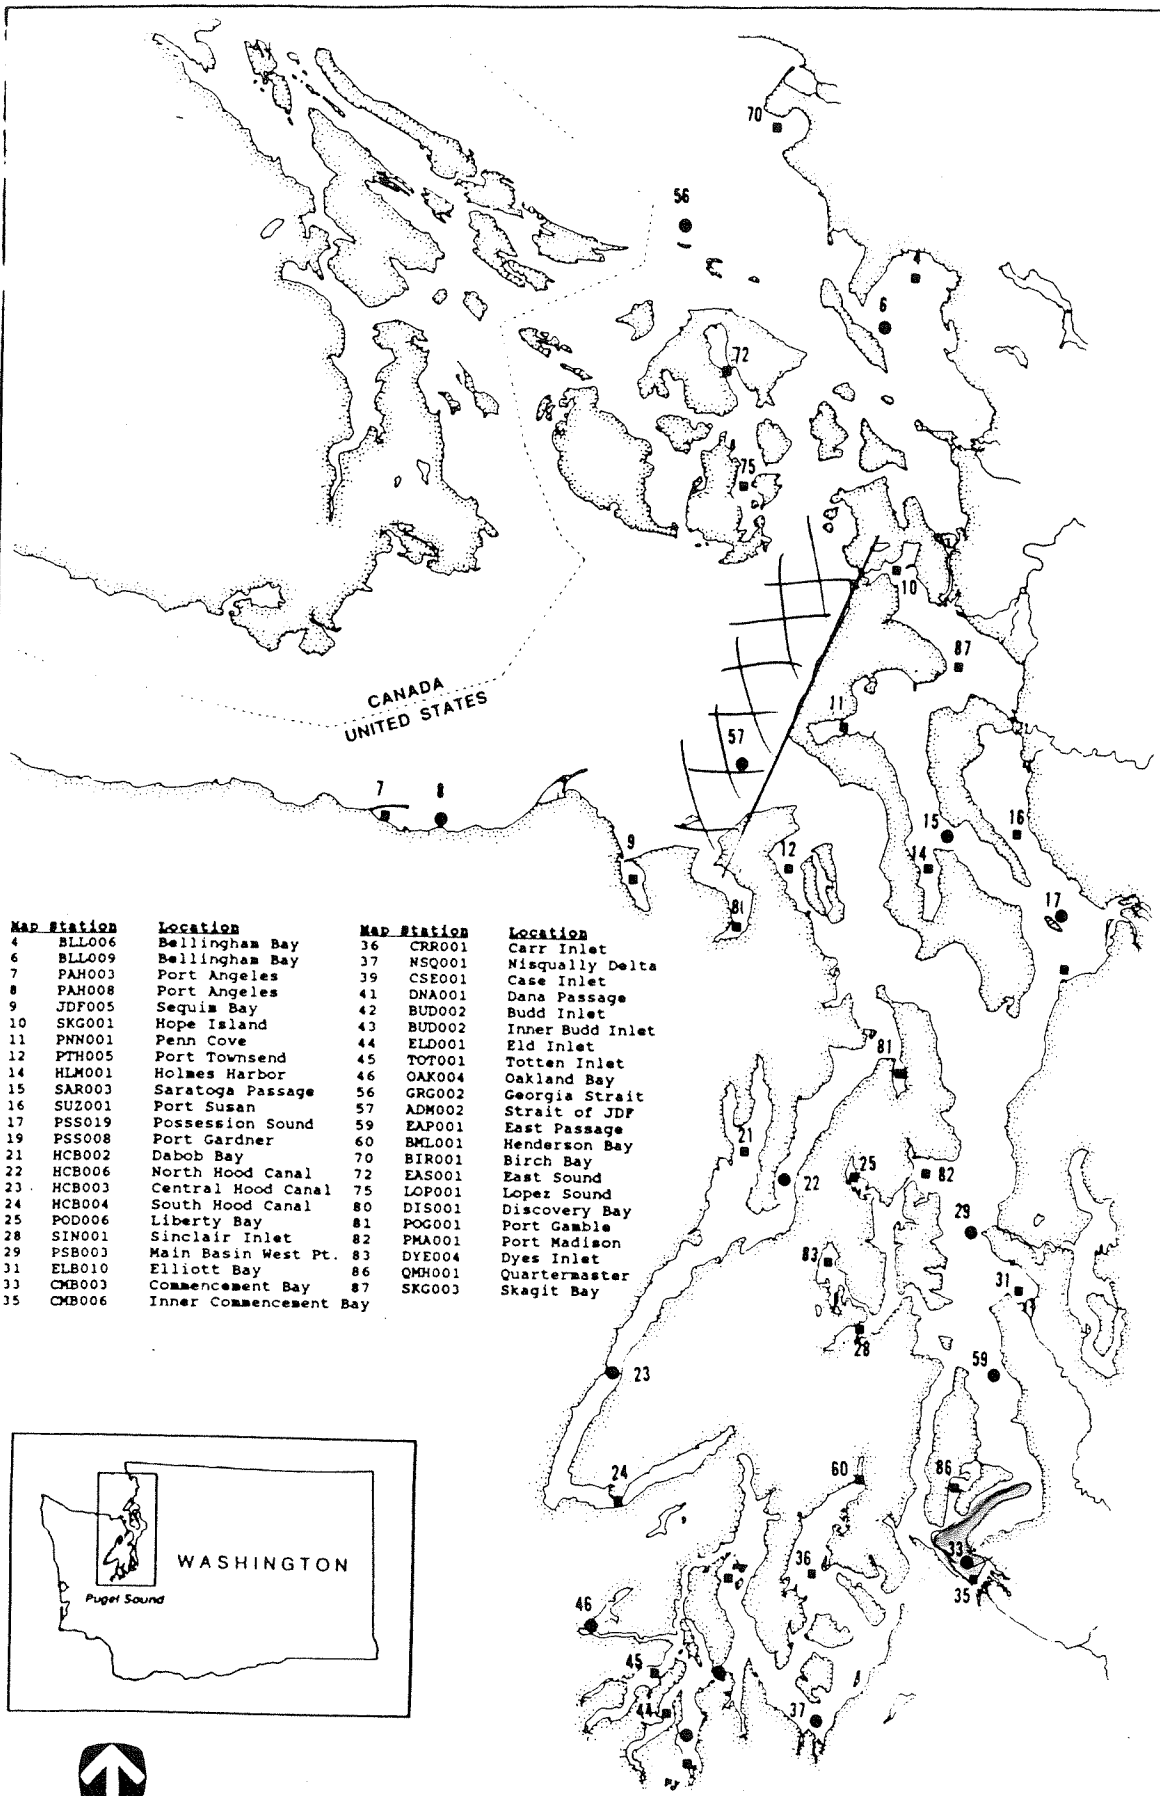 70
56
4
6
72
75
10
CANADA
UNITED STATES
87
11
57
7
8
15
16
9
12
14
17
Map Station Location Map Station Location
4 BLL006 Bellingham Bay 36 CRR001 Carr Inlet
6 BLL009 Bellingham Bay 37 NSQ001 Nisqually Delta
7 PAH003 Port Angeles 39 CSE001 Case Inlet
8 PAH008 Port Angeles 41 DNA001 Dana Passage
9 JDF005 Sequim Bay 42 BUD002 Budd Inlet
10 SKG001 Hope Island 43 BUD002 Inner Budd Inlet
11 PNN001 Penn Cove 44 ELD001 Eld Inlet
12 PTH005 Port Townsend 45 TOT001 Totten Inlet
14 HLM001 Holmes Harbor 46 OAK004 Oakland Bay
15 SAR003 Saratoga Passage 56 GRG002 Georgia Strait
16 SUZ001 Port Susan 57 ADM002 Strait of JDF
17 PSS019 Possession Sound 59 EAP001 East Passage
19 PSS008 Port Gardner 60 BML001 Henderson Bay
21 HCB002 Dabob Bay 70 BIR001 Birch Bay
22 HCB006 North Hood Canal 72 EAS001 East Sound
23 HCB003 Central Hood Canal 75 LOP001 Lopez Sound
24 HCB004 South Hood Canal 80 DIS001 Discovery Bay
25 POD006 Liberty Bay 81 POG001 Port Gamble
28 SIN001 Sinclair Inlet 82 PMA001 Port Madison
29 PSB003 Main Basin West Pt. 83 DYE004 Dyes Inlet
31 ELB010 Elliott Bay 86 QMH001 Quartermaster
33 CMB003 Commencement Bay 87 SKG003 Skagit Bay
35 CMB006 Inner Commencement Bay
81
21
22
25
82
29
83
31
28
23
59
24
60
86
33
36
35
46
45
44
37
WASHINGTON
Puget Sound